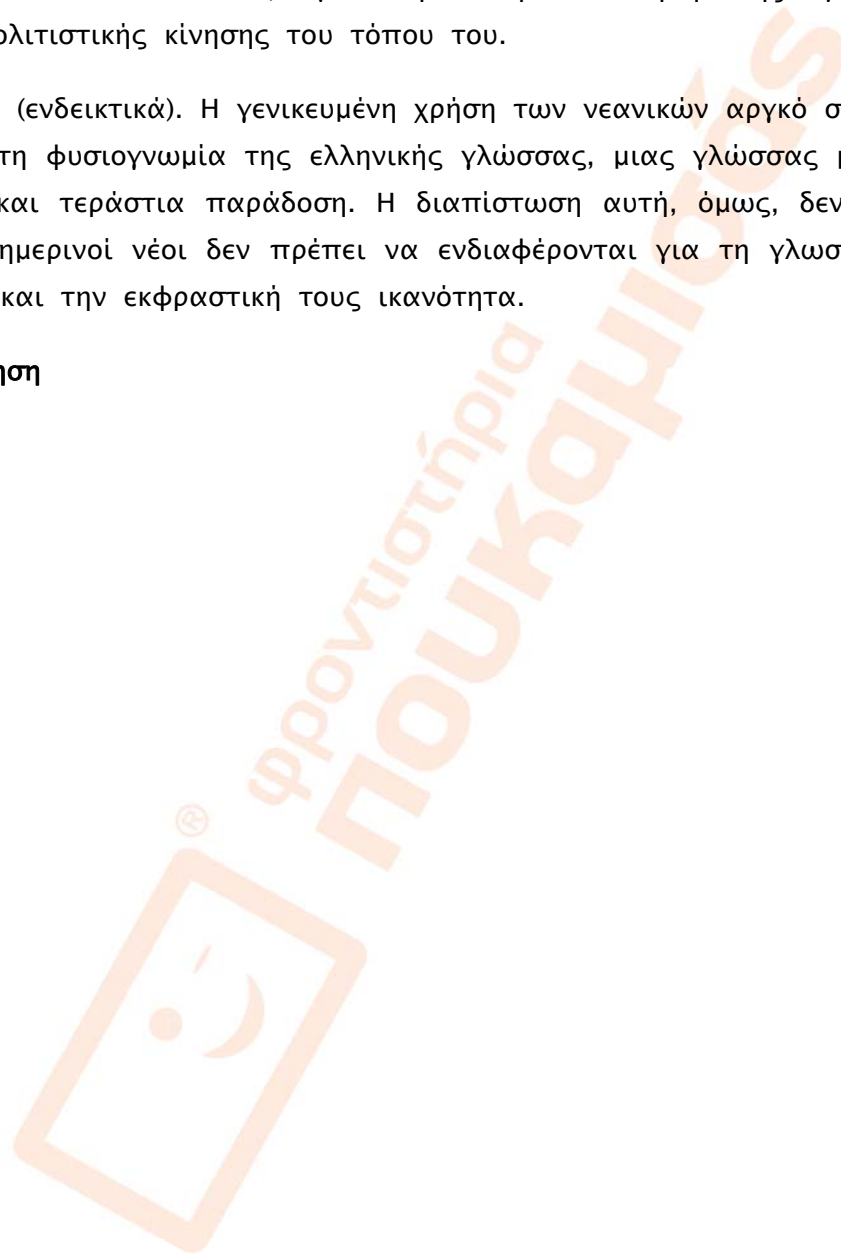 ολιτιστικής κίνησης του τόπου του.
(ενδεικτικά). Η γενικευμένη χρήση των νεανικών αργκό σ
τη φυσιογνωμία της ελληνικής γλώσσας, μιας γλώσσας
και τεράστια παράδοση. Η διαπίστωση αυτή, όμως, δεν
ημερινοί νέοι δεν πρέπει να ενδιαφέρονται για τη γλωσ
και την εκφραστική τους ικανότητα.
ηση
φροντιστήρια
πουκαμισάς
®